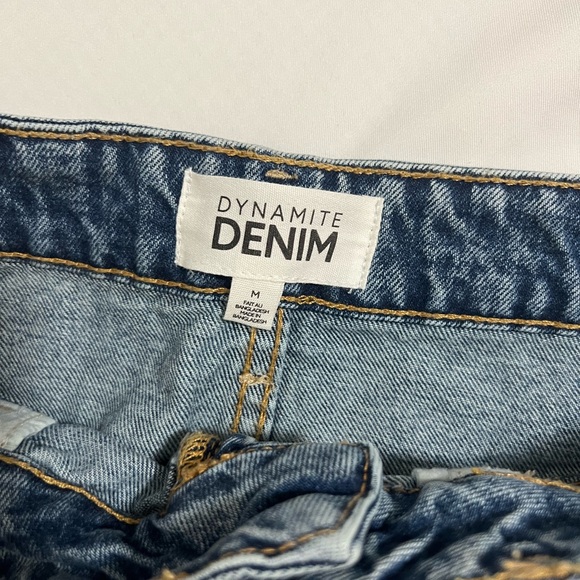 DYNAMITE
DENIM
M
FAIT AU
BANGLADESH
MADE IN
BANGLADESH